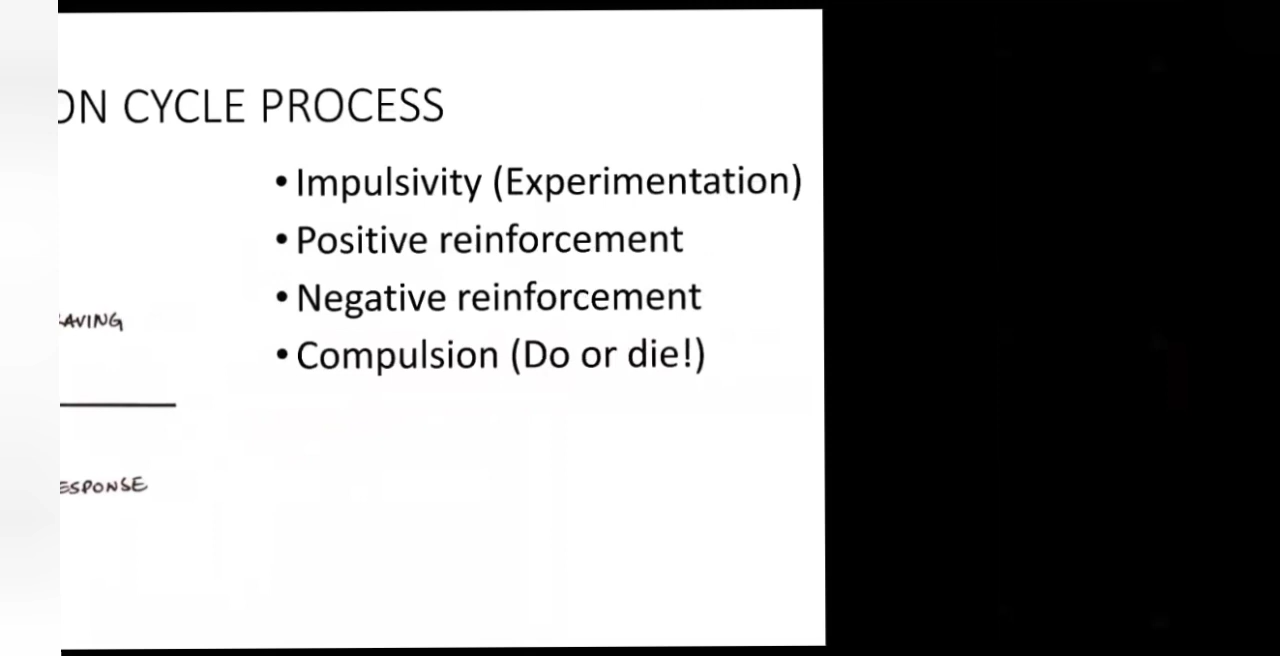 ON CYCLE PROCESS
• Impulsivity (Experimentation)
• Positive reinforcement
• Negative reinforcement
• Compulsion (Do or die!)
AVING
ESPONSE